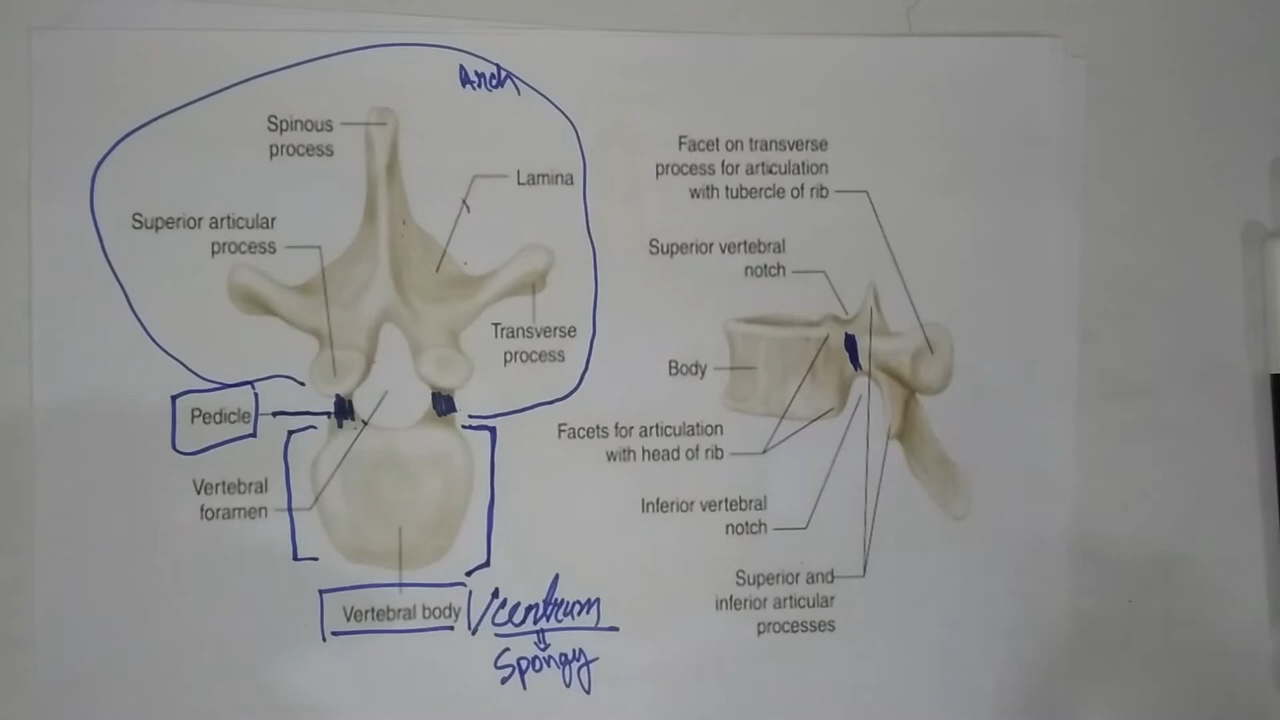 Arch
Spinous
process
Lamina
Superior articular
process
Transverse
process
Pedicle
Vertebral
foramen
Vertebral body / centrum
Spongy
Facet on transverse
process for articulation
with tubercle of rib
Superior vertebral
notch
Body
Facets for articulation
with head of rib
Inferior vertebral
notch
Superior and
inferior articular
processes